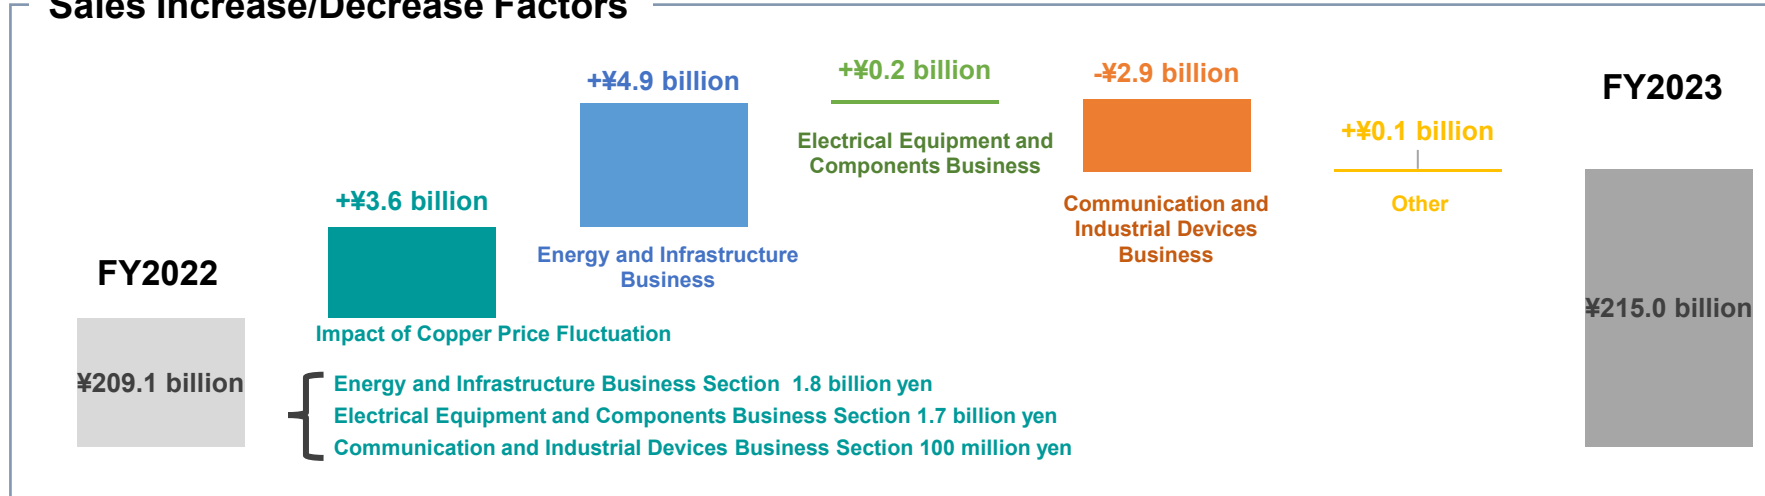 Sales Increase/Decrease Factors
FY2022
¥209.1 billion
+¥3.6 billion
Impact of Copper Price Fluctuation
Energy and Infrastructure Business Section 1.8 billion yen
Electrical Equipment and Components Business Section 1.7 billion yen
Communication and Industrial Devices Business Section 100 million yen
+¥4.9 billion
Energy and Infrastructure
Business
+¥0.2 billion
Electrical Equipment and
Components Business
-¥2.9 billion
Communication and
Industrial Devices
Business
+¥0.1 billion
Other
FY2023
¥215.0 billion